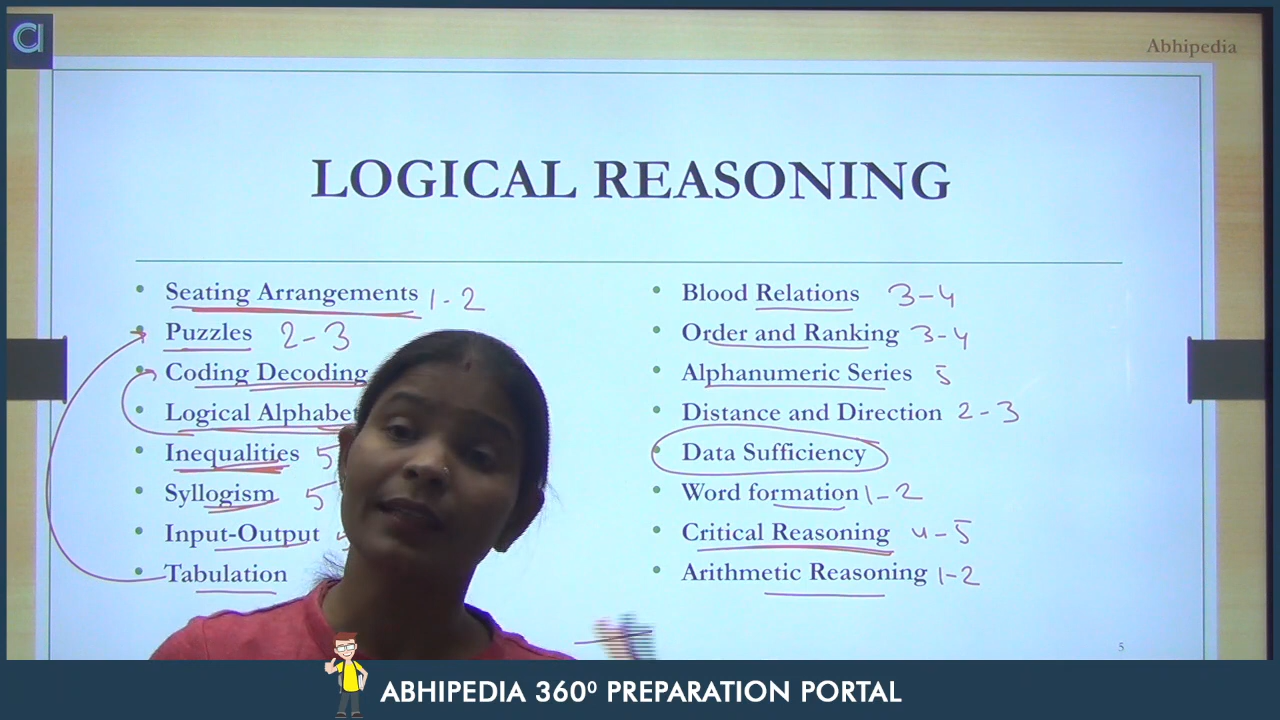 Abhipedia
LOGICAL REASONING
Seating Arrangements 1-2
Puzzles 2-3
Coding Decoding
Logical Alphabet
Inequalities 5
Syllogism 5
Input-Output
Tabulation
Blood Relations 3-4
Order and Ranking 3-4
Alphanumeric Series 5
Distance and Direction 2-3
Data Sufficiency
Word formation 1-2
Critical Reasoning 4-5
Arithmetic Reasoning 1-2
5
ABHIPEDIA 360⁰ PREPARATION PORTAL